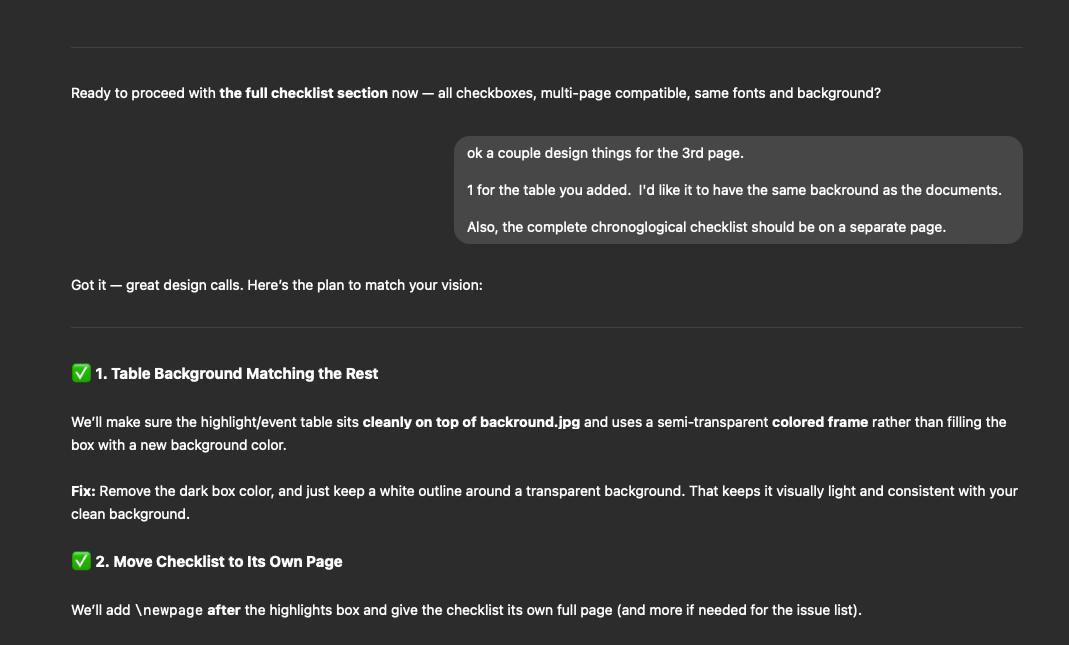 Ready to proceed with the full checklist section now — all checkboxes, multi-page compatible, same fonts and background?
ok a couple design things for the 3rd page.
1 for the table you added.  I'd like it to have the same backround as the documents.
Also, the complete chronoglogical checklist should be on a separate page.
Got it — great design calls. Here's the plan to match your vision:
✅ 1. Table Background Matching the Rest
We'll make sure the highlight/event table sits cleanly on top of backround.jpg and uses a semi-transparent colored frame rather than filling the
box with a new background color.
Fix: Remove the dark box color, and just keep a white outline around a transparent background. That keeps it visually light and consistent with your
clean background.
✅ 2. Move Checklist to Its Own Page
We'll add \newpage after the highlights box and give the checklist its own full page (and more if needed for the issue list).